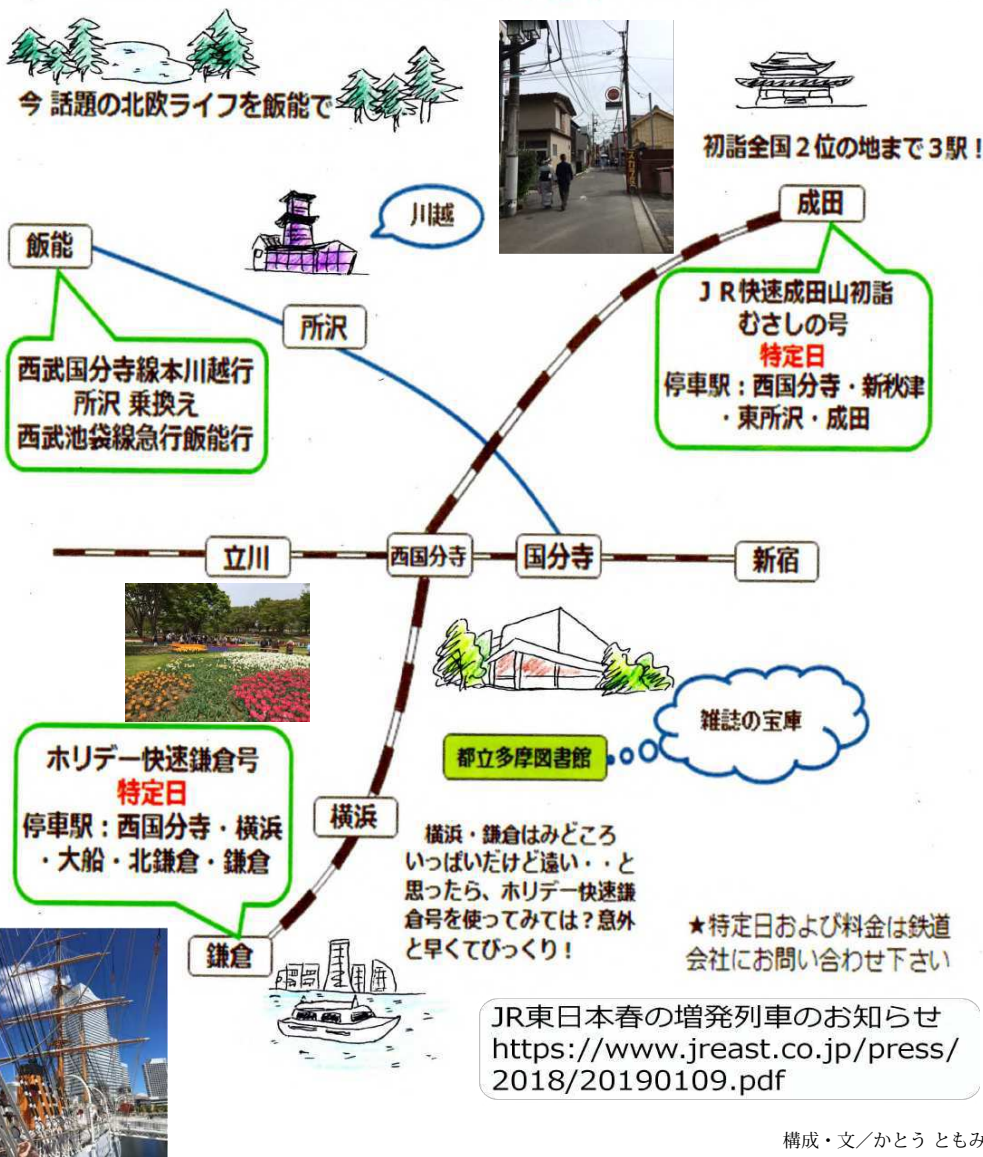 今 話題の北欧ライフを飯能で
初詣全国２位の地まで３駅！
川越
成田
飯能
所沢
ＪＲ快速成田山初詣
むさしの号
特定日
停車駅：西国分寺・新秋津
・東所沢・成田
西武国分寺線本川越行
所沢 乗換え
西武池袋線急行飯能行
立川
西国分寺
国分寺
新宿
雑誌の宝庫
都立多摩図書館
ホリデー快速鎌倉号
特定日
停車駅：西国分寺・横浜
・大船・北鎌倉・鎌倉
横浜
横浜・鎌倉はみどころ
いっぱいだけど遠い・・と
思ったら、ホリデー快速鎌
倉号を使ってみては？意外
と早くてびっくり！
鎌倉
★特定日および料金は鉄道
会社にお問い合わせ下さい
JR東日本春の増発列車のお知らせ
https://www.jreast.co.jp/press/
2018/20190109.pdf
構成・文／かとう ともみ